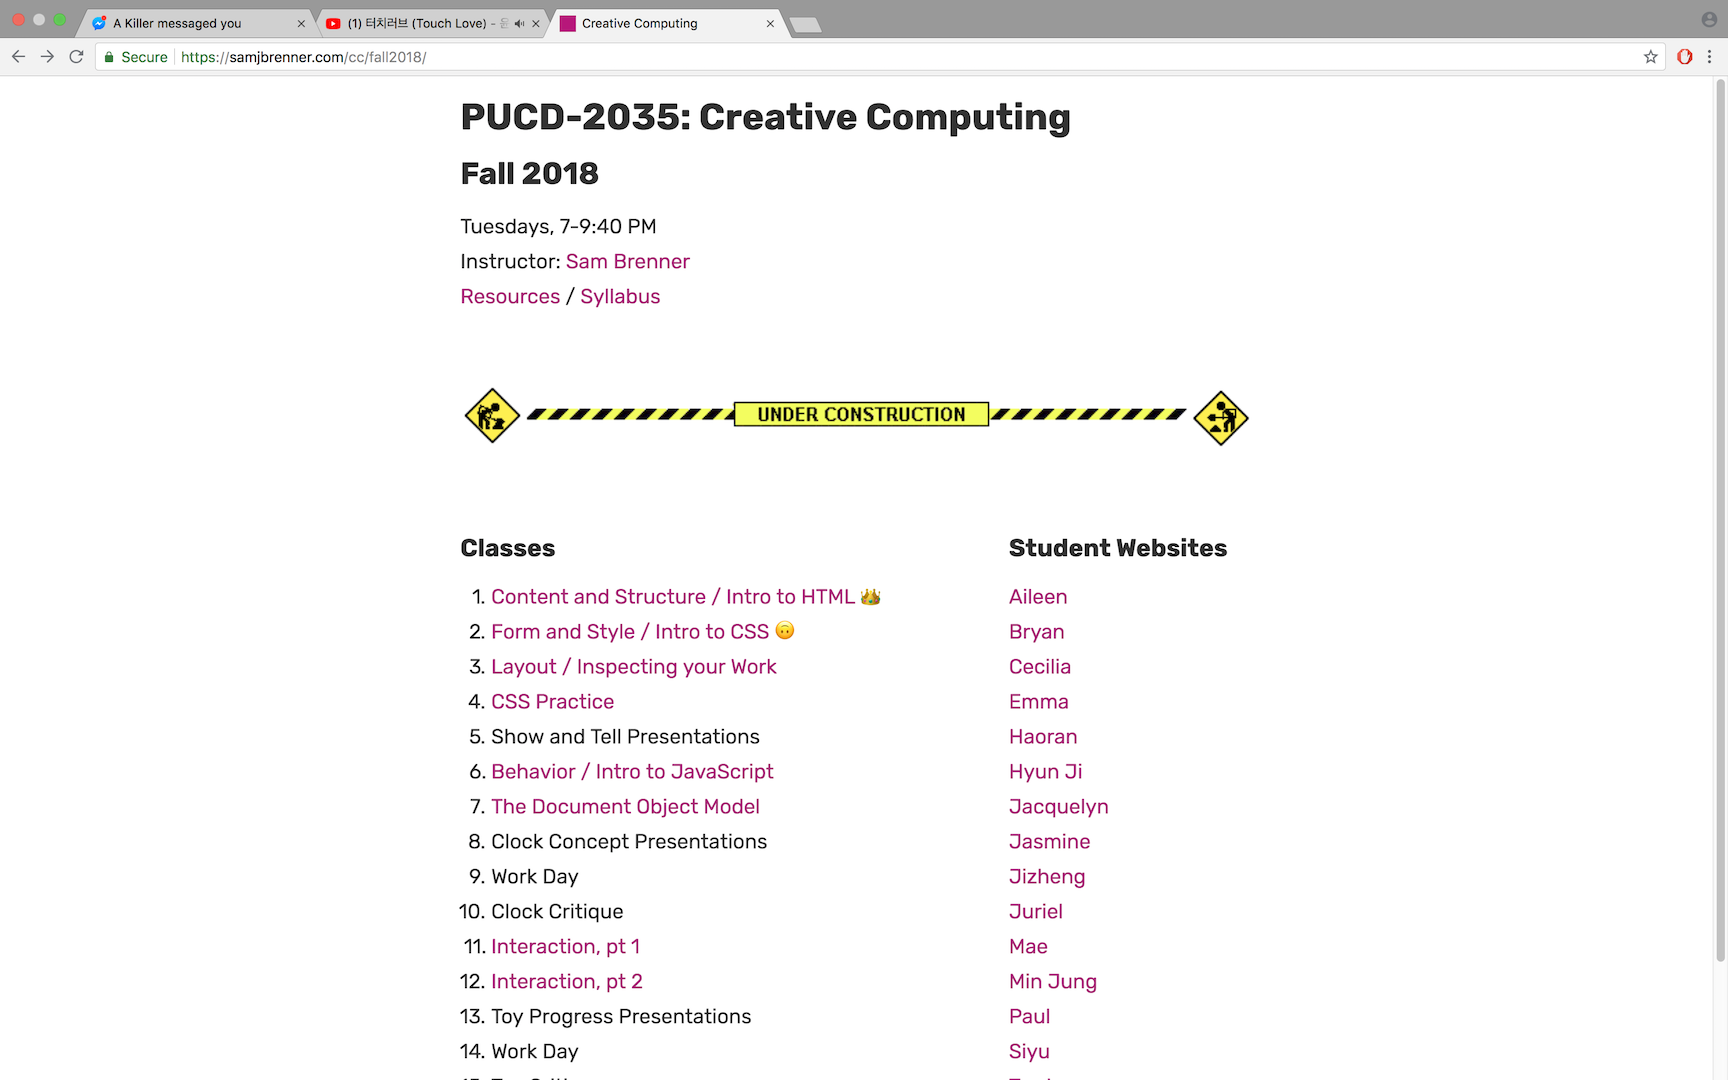 A Killer messaged you
(1) 터치러브 (Touch Love) -
Creative Computing
Secure https://samjbrenner.com/cc/fall2018/
PUCD-2035: Creative Computing
Fall 2018
Tuesdays, 7-9:40 PM
Instructor: Sam Brenner
Resources / Syllabus
UNDER CONSTRUCTION
Classes
1. Content and Structure / Intro to HTML 👑
2. Form and Style / Intro to CSS 🙃
3. Layout / Inspecting your Work
4. CSS Practice
5. Show and Tell Presentations
6. Behavior / Intro to JavaScript
7. The Document Object Model
8. Clock Concept Presentations
9. Work Day
10. Clock Critique
11. Interaction, pt 1
12. Interaction, pt 2
13. Toy Progress Presentations
14. Work Day
Student Websites
Aileen
Bryan
Cecilia
Emma
Haoran
Hyun Ji
Jacquelyn
Jasmine
Jizheng
Juriel
Mae
Min Jung
Paul
Siyu